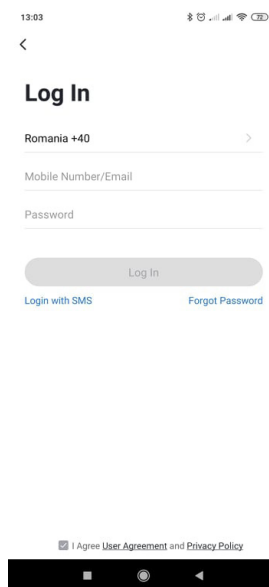 13:03
72
Log In
Romania +40
Mobile Number/Email
Password
Log In
Login with SMS Forgot Password
I Agree User Agreement and Privacy Policy